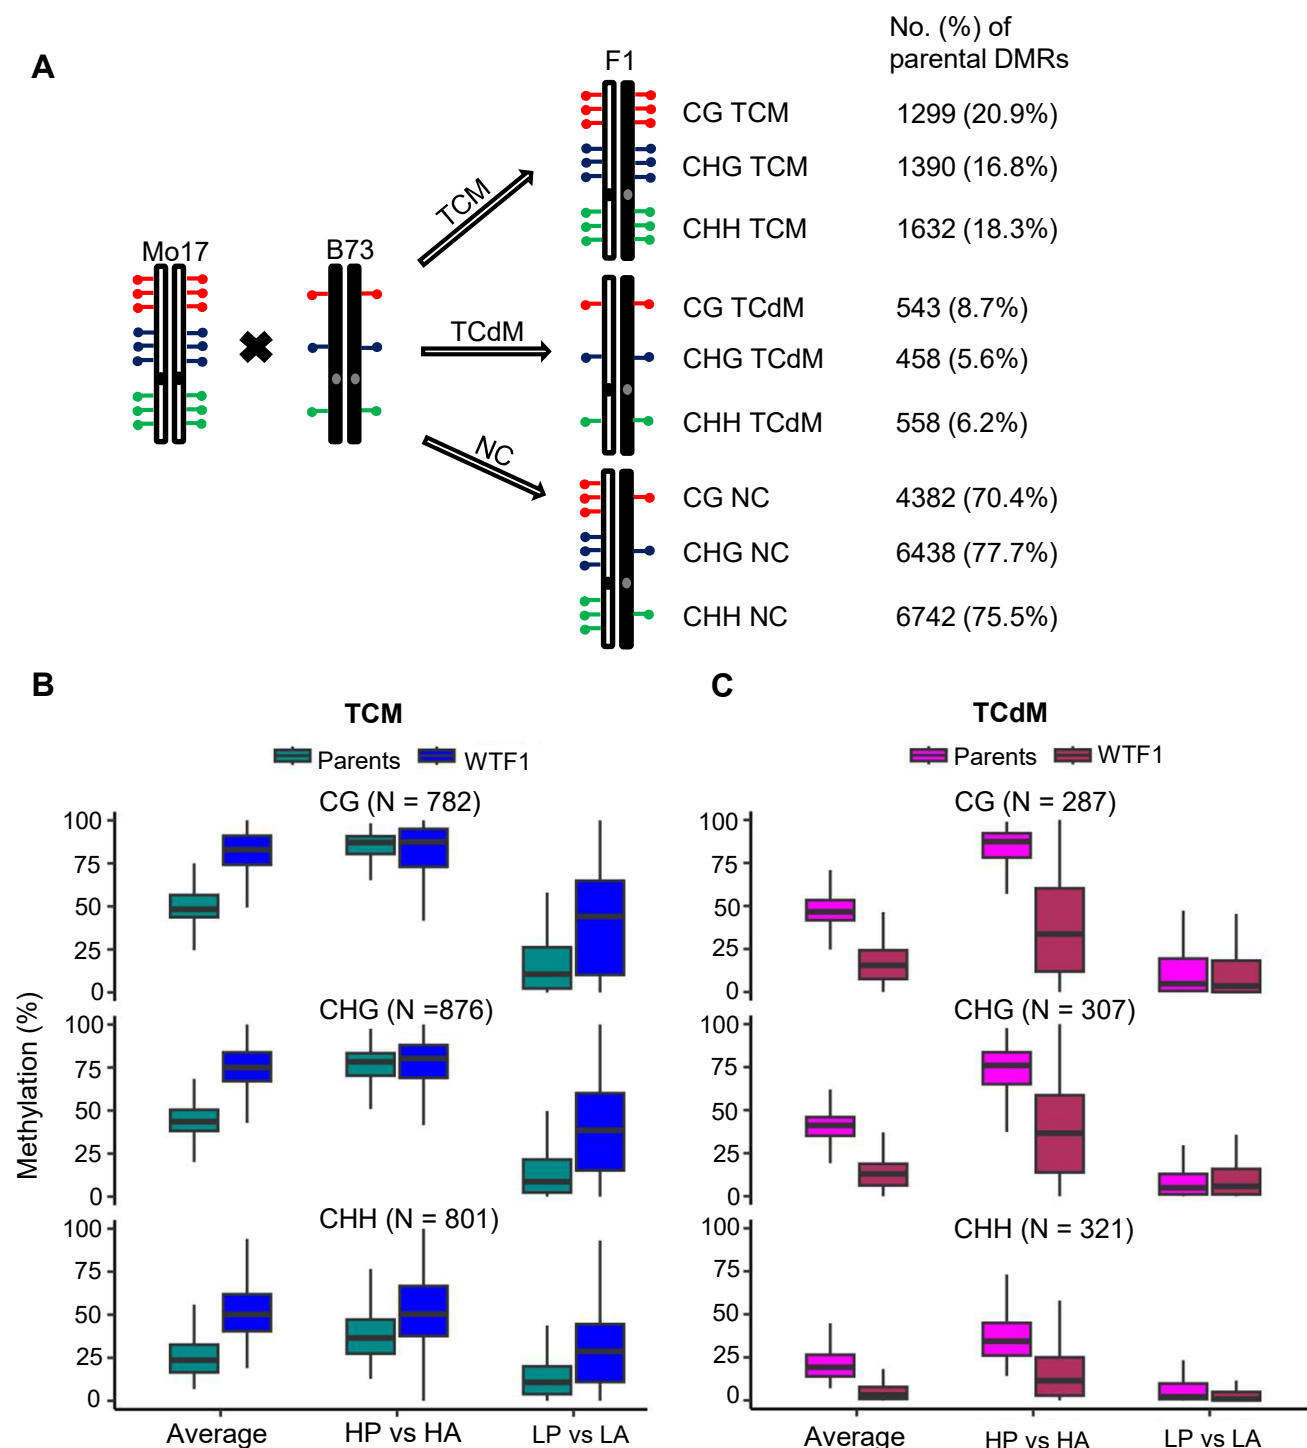 A
No. (%) of
parental DMRs
F1
Mo17
B73
TCM
TCdM
NC
CG TCM 1299 (20.9%)
CHG TCM 1390 (16.8%)
CHH TCM 1632 (18.3%)
CG TCdM 543 (8.7%)
CHG TCdM 458 (5.6%)
CHH TCdM 558 (6.2%)
CG NC 4382 (70.4%)
CHG NC 6438 (77.7%)
CHH NC 6742 (75.5%)
B
TCM
Parents WTF1
Methylation (%)
CG (N = 782)
100
75
50
25
0
CHG (N =876)
100
75
50
25
0
CHH (N = 801)
100
75
50
25
0
Average HP vs HA LP vs LA
C
TCdM
Parents WTF1
CG (N = 287)
100
75
50
25
0
CHG (N = 307)
100
75
50
25
0
CHH (N = 321)
100
75
50
25
0
Average HP vs HA LP vs LA